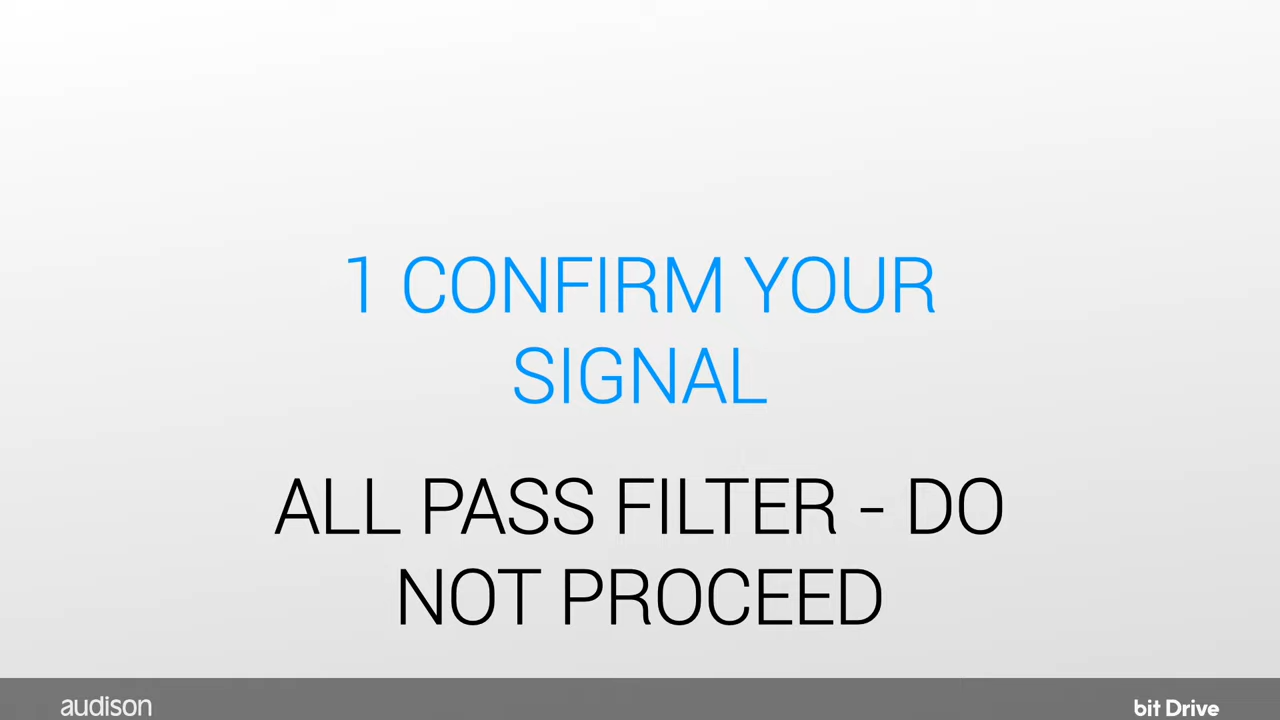 1 CONFIRM YOUR
SIGNAL
ALL PASS FILTER - DO
NOT PROCEED
audison
bit Drive